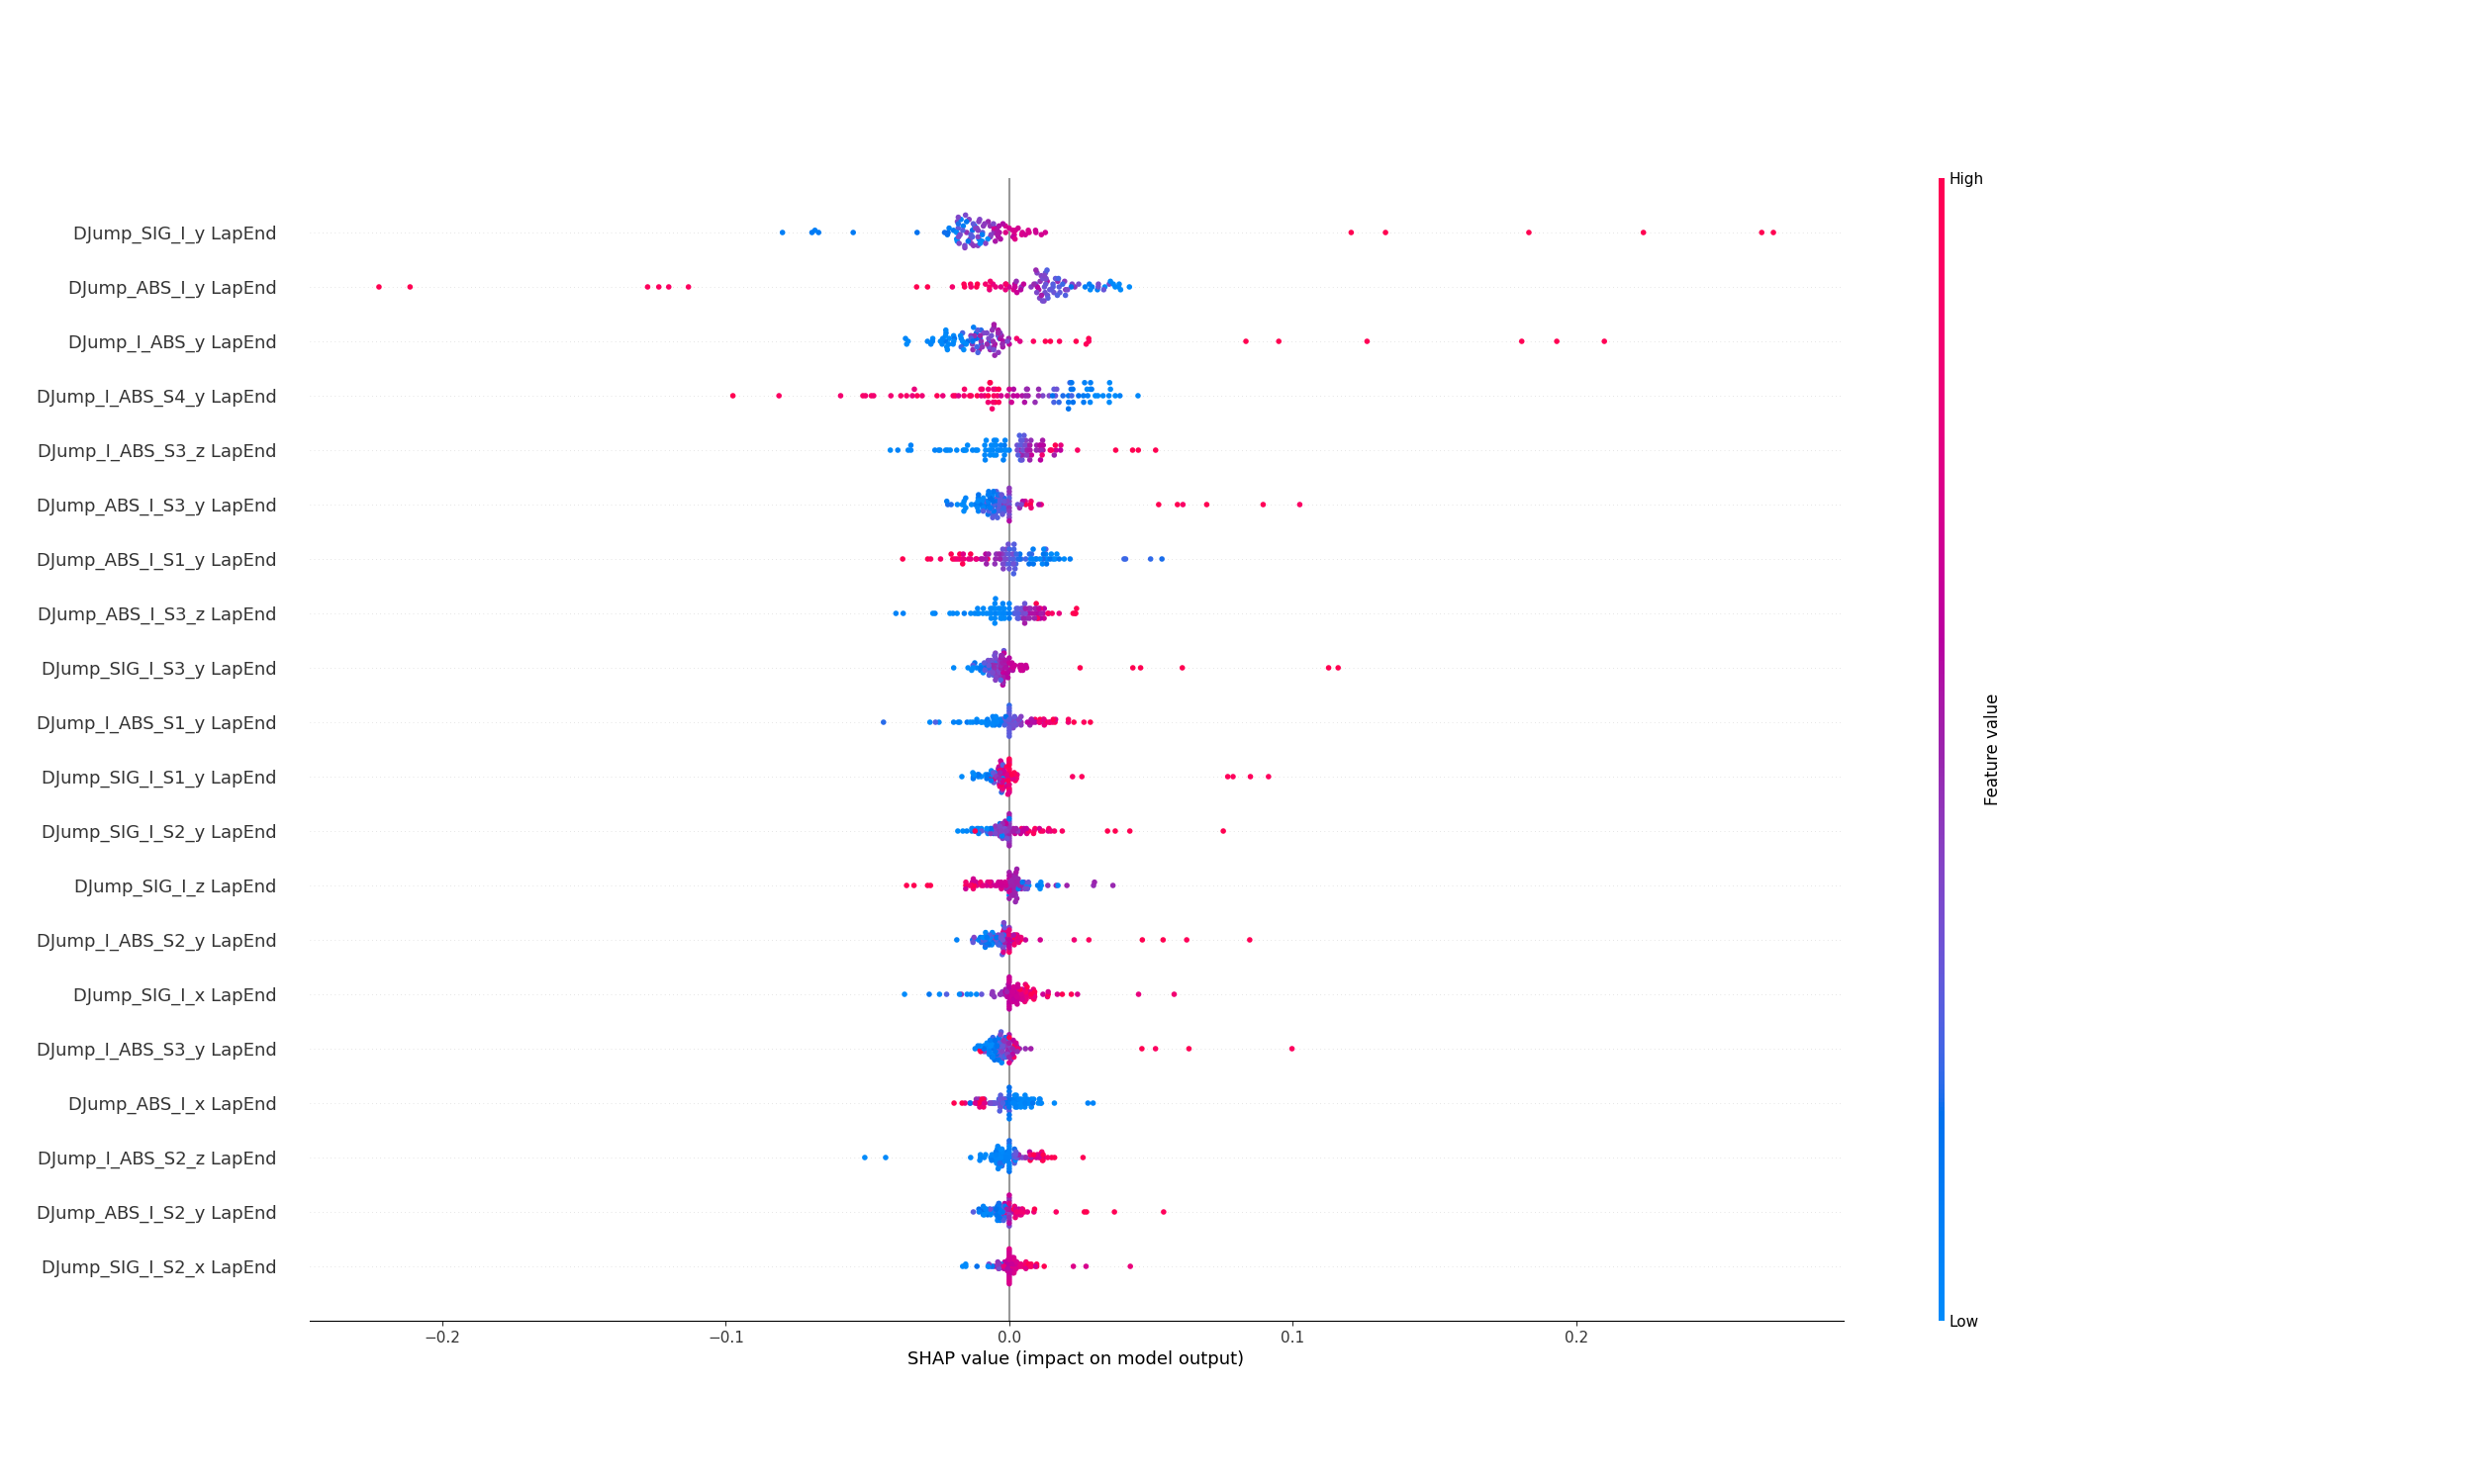 High
DJump_SIG_I_y LapEnd
DJump_ABS_I_y LapEnd
DJump_I_ABS_y LapEnd
DJump_I_ABS_S4_y LapEnd
DJump_I_ABS_S3_z LapEnd
DJump_ABS_I_S3_y LapEnd
DJump_ABS_I_S1_y LapEnd
DJump_ABS_I_S3_z LapEnd
DJump_SIG_I_S3_y LapEnd
DJump_I_ABS_S1_y LapEnd
DJump_SIG_I_S1_y LapEnd
DJump_SIG_I_S2_y LapEnd
DJump_SIG_I_z LapEnd
DJump_I_ABS_S2_y LapEnd
DJump_SIG_I_x LapEnd
DJump_I_ABS_S3_y LapEnd
DJump_ABS_I_x LapEnd
DJump_I_ABS_S2_z LapEnd
DJump_ABS_I_S2_y LapEnd
DJump_SIG_I_S2_x LapEnd
Feature value
Low
−0.2 −0.1 0.0 0.1 0.2
SHAP value (impact on model output)